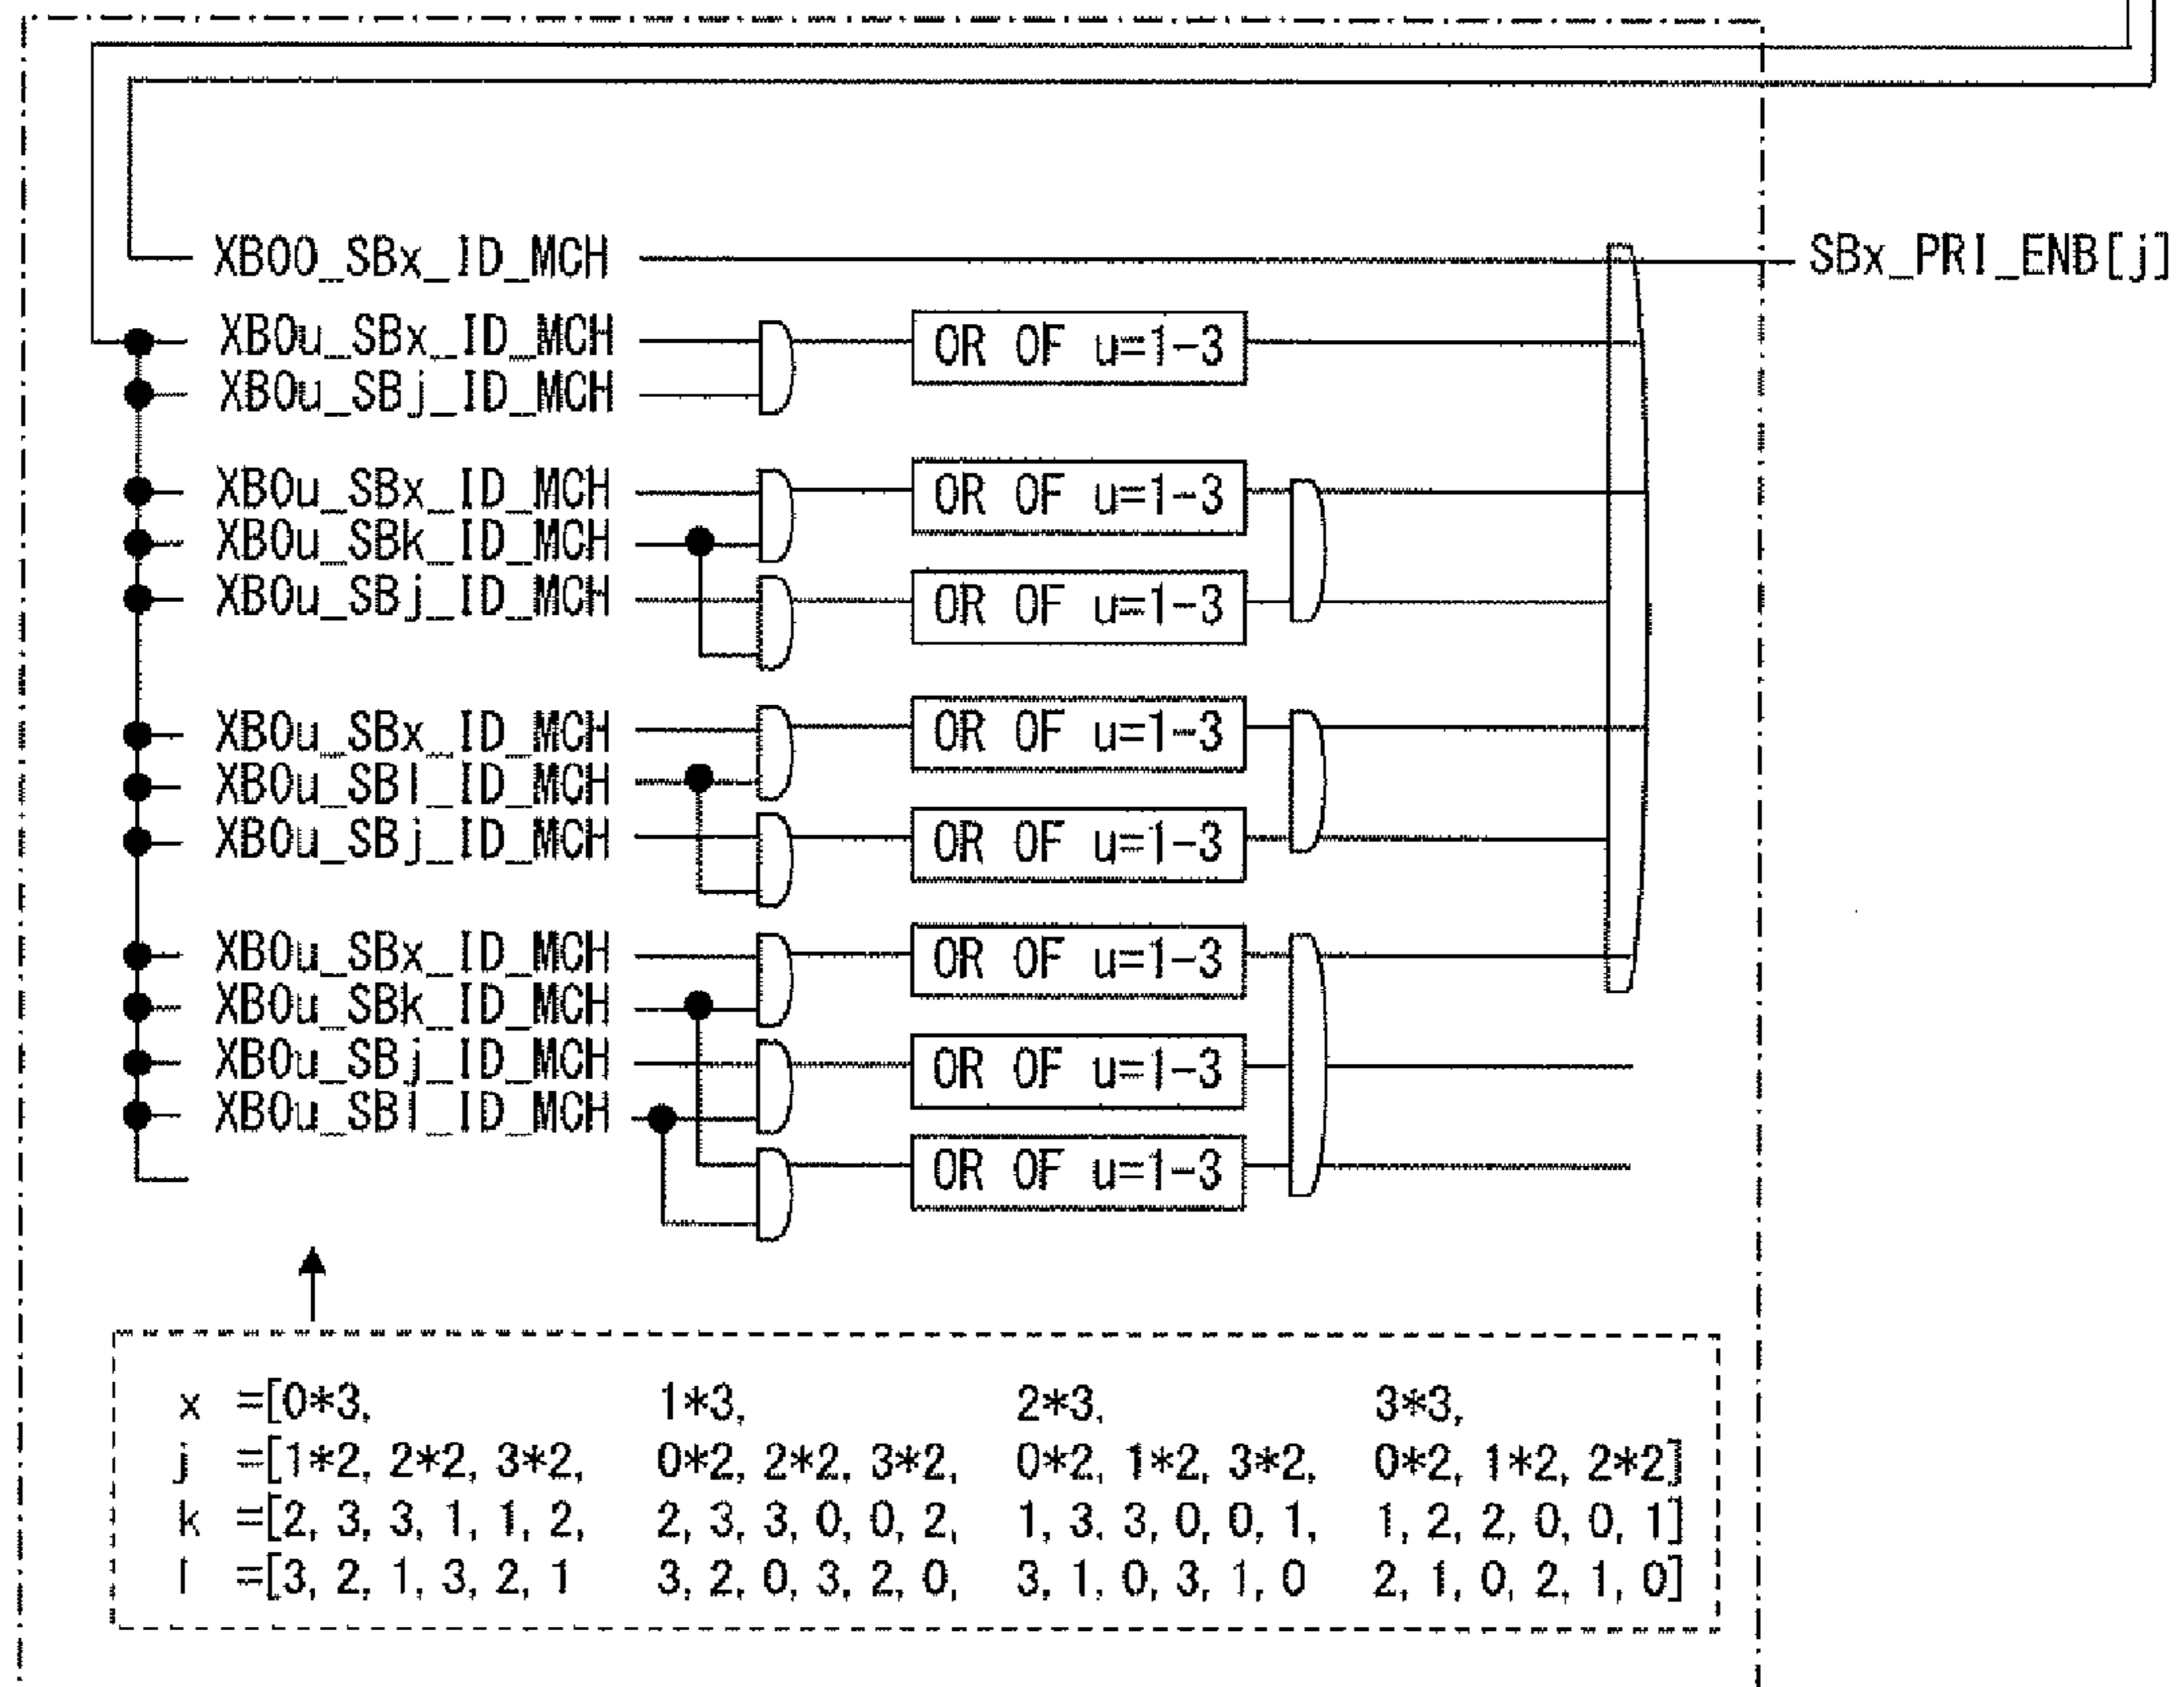 XB00_SBx_ID_MCH SBx_PRI_ENB[j]
XB0u_SBx_ID_MCH OR OF u=1-3
XB0u_SBj_ID_MCH
XB0u_SBx_ID_MCH OR OF u=1-3
XB0u_SBk_ID_MCH
XB0u_SBj_ID_MCH OR OF u=1-3
XB0u_SBx_ID_MCH OR OF u=1-3
XB0u_SBl_ID_MCH
XB0u_SBj_ID_MCH OR OF u=1-3
XB0u_SBx_ID_MCH OR OF u=1-3
XB0u_SBk_ID_MCH
XB0u_SBj_ID_MCH OR OF u=1-3
XB0u_SBl_ID_MCH
OR OF u=1-3
x =[0*3, 1*3, 2*3, 3*3,
j =[1*2, 2*2, 3*2, 0*2, 2*2, 3*2, 0*2, 1*2, 3*2, 0*2, 1*2, 2*2]
k =[2, 3, 3, 1, 1, 2, 2, 3, 3, 0, 0, 2, 1, 3, 3, 0, 0, 1, 1, 2, 2, 0, 0, 1]
l =[3, 2, 1, 3, 2, 1 3, 2, 0, 3, 2, 0, 3, 1, 0, 3, 1, 0 2, 1, 0, 2, 1, 0]